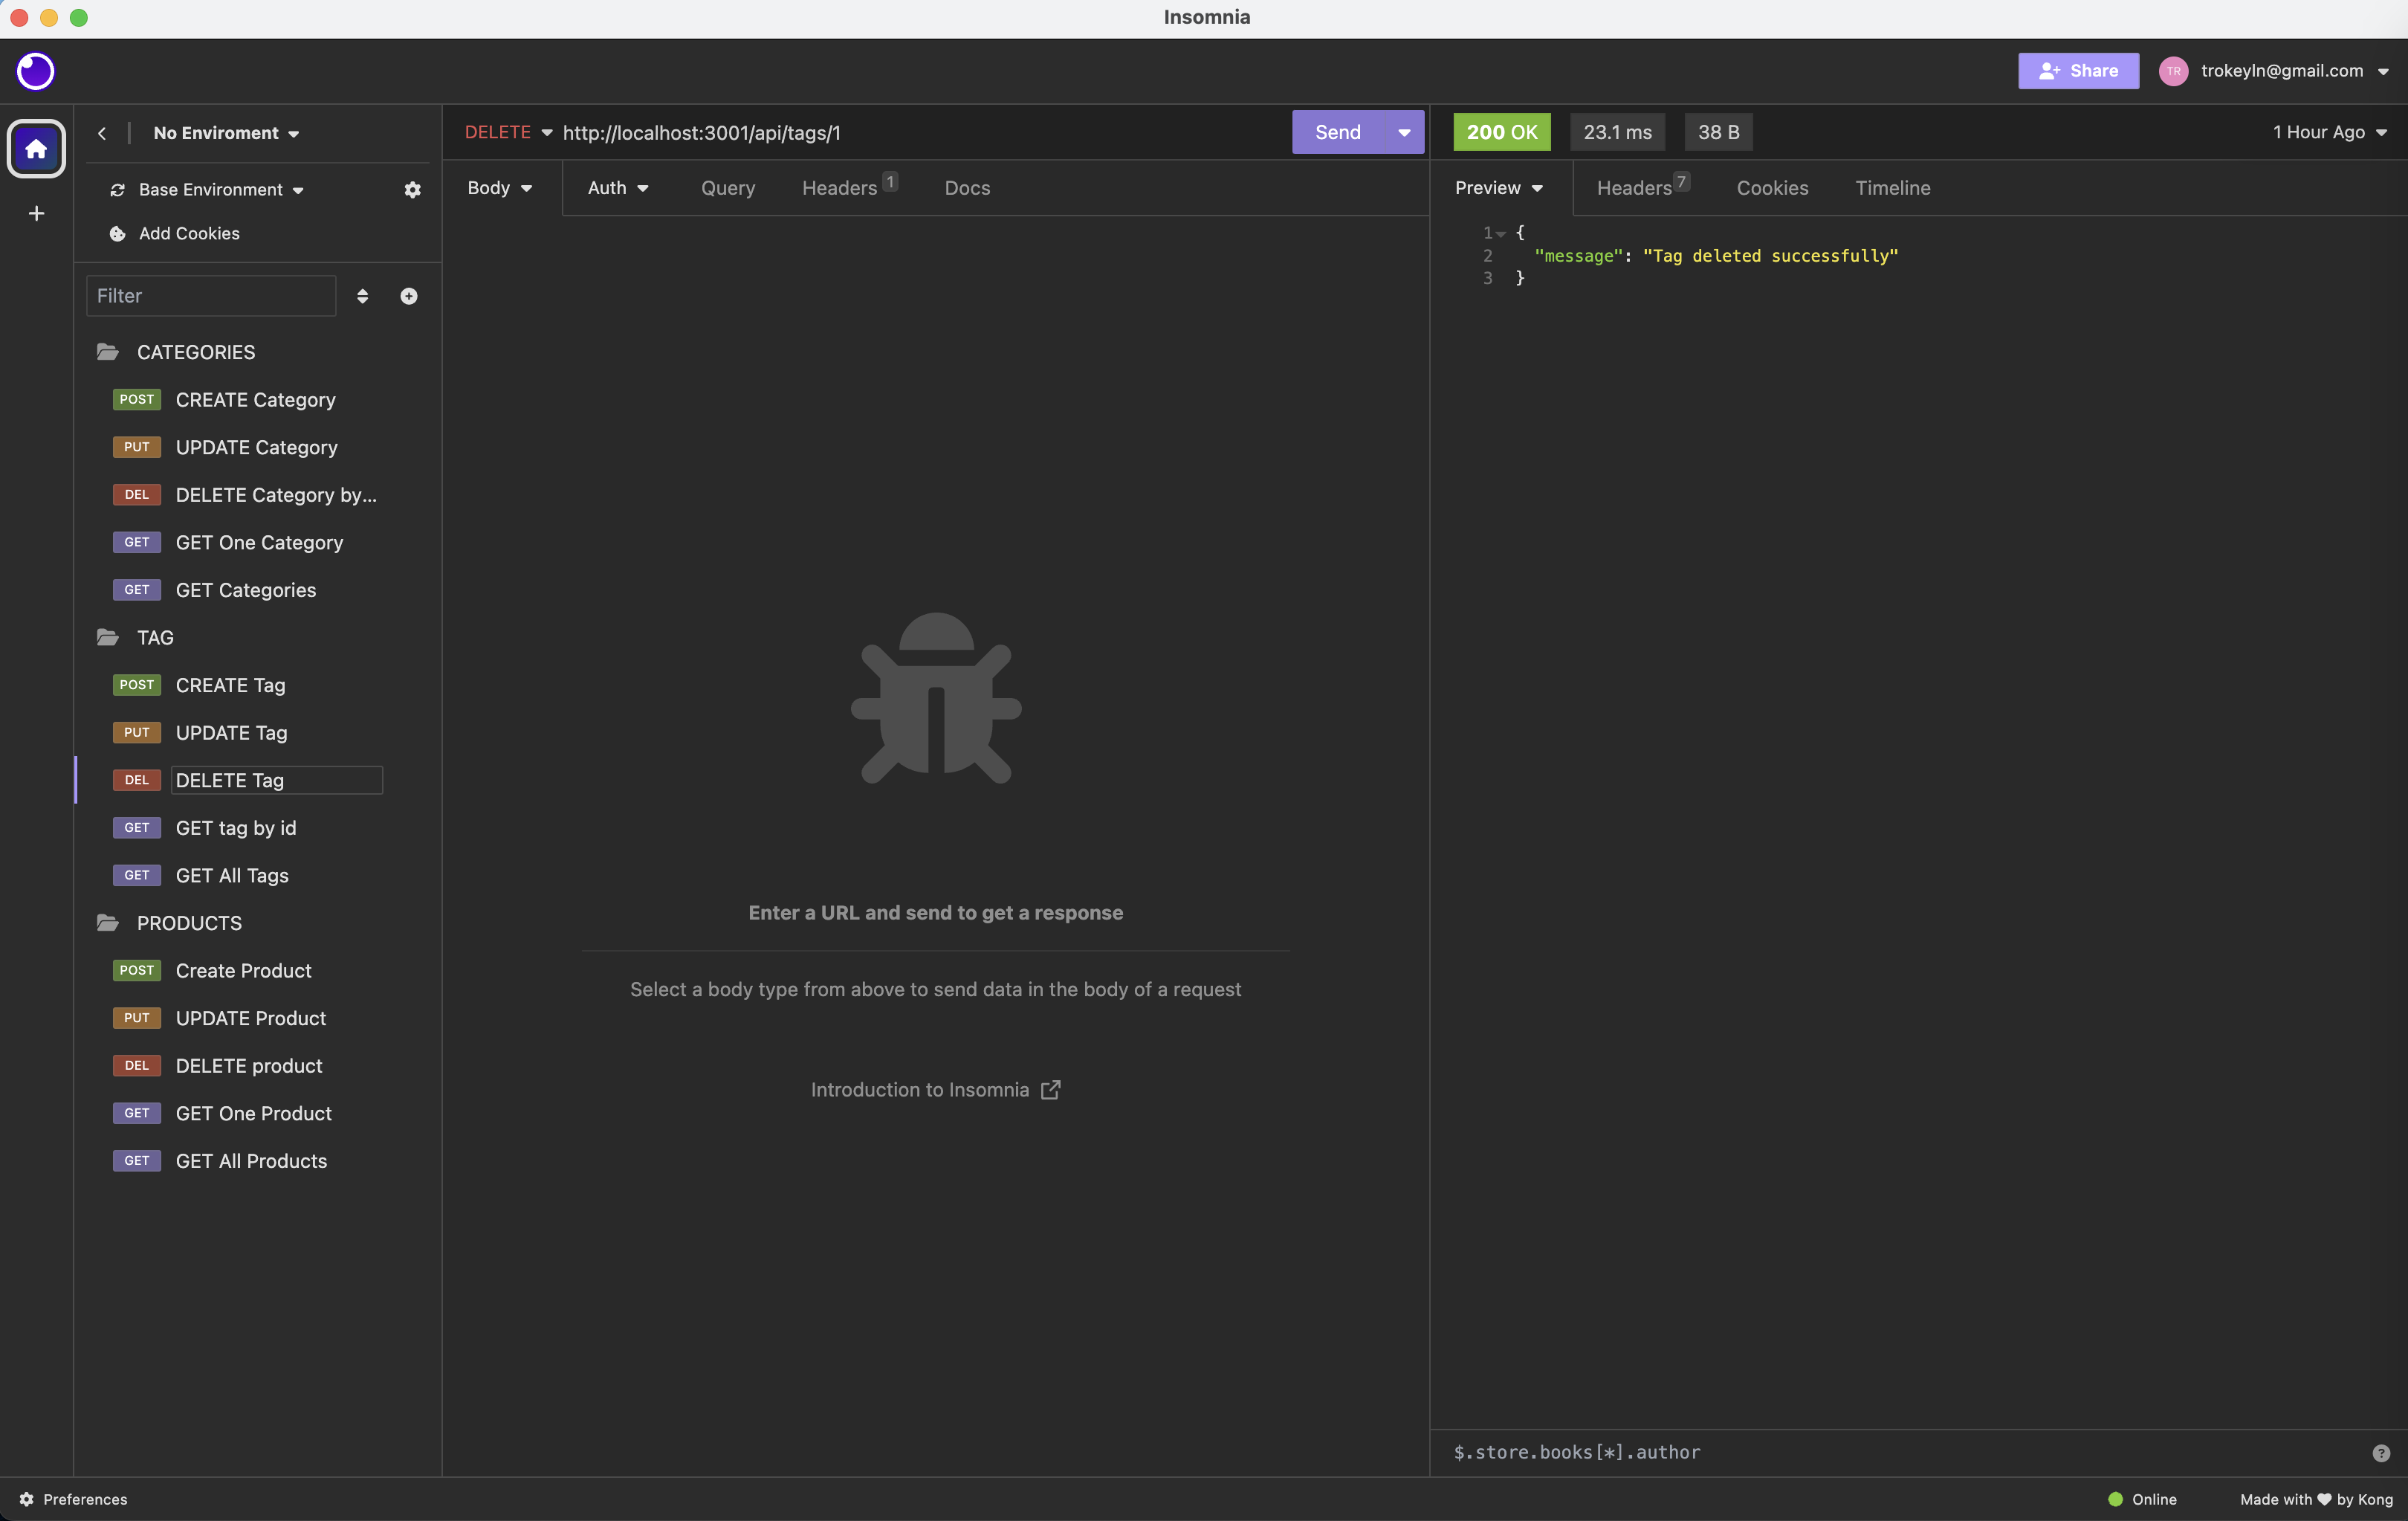 Insomnia
Share
TR
trokeyln@gmail.com
No Enviroment
Base Environment
Add Cookies
Filter
CATEGORIES
POST CREATE Category
PUT UPDATE Category
DEL DELETE Category by...
GET GET One Category
GET GET Categories
TAG
POST CREATE Tag
PUT UPDATE Tag
DEL DELETE Tag
GET GET tag by id
GET GET All Tags
PRODUCTS
POST Create Product
PUT UPDATE Product
DEL DELETE product
GET GET One Product
GET GET All Products
DELETE http://localhost:3001/api/tags/1 Send
Body Auth Query Headers 1 Docs
Enter a URL and send to get a response
Select a body type from above to send data in the body of a request
Introduction to Insomnia
200 OK 23.1 ms 38 B 1 Hour Ago
Preview Headers 7 Cookies Timeline
1 {
2 "message": "Tag deleted successfully"
3 }
$.store.books[*].author
?
Preferences
Online
Made with ♥ by Kong